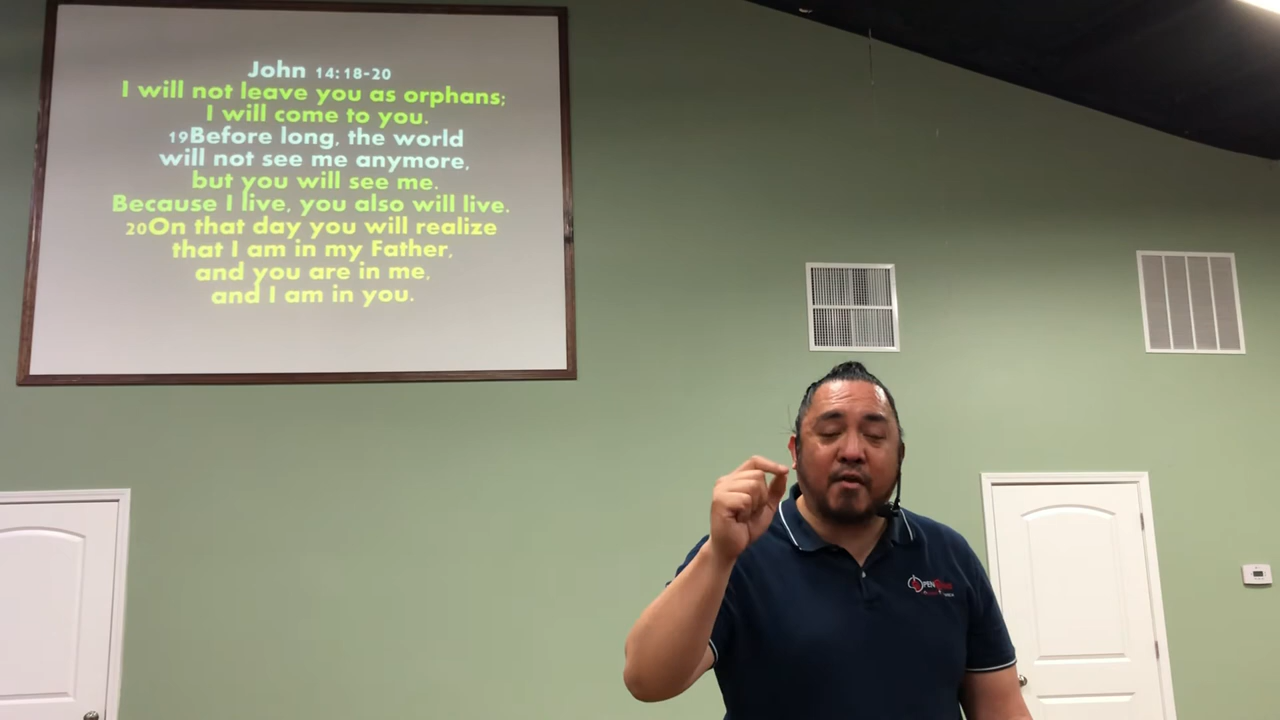 John 14:18-20
I will not leave you as orphans;
I will come to you.
19Before long, the world
will not see me anymore,
but you will see me.
Because I live, you also will live.
20On that day you will realize
that I am in my Father,
and you are in me,
and I am in you.
OPEN